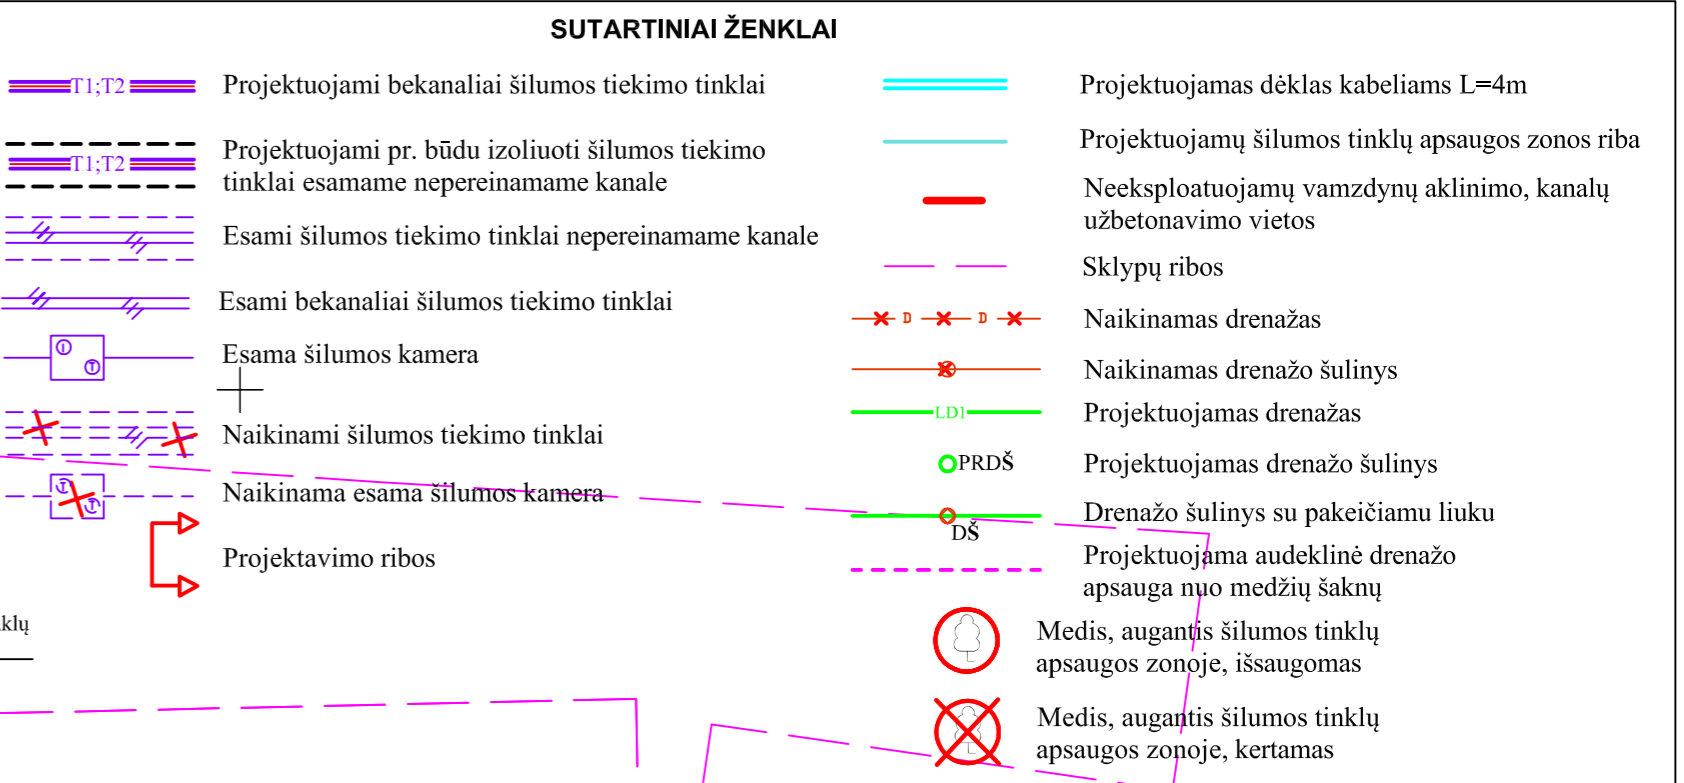 SUTARTINIAI ŽENKLAI
T1;T2 Projektuojami bekanaliai šilumos tiekimo tinklai
T1;T2 Projektuojami pr. būdu izoliuoti šilumos tiekimo
tinklai esamame nepereinamame kanale
Esami šilumos tiekimo tinklai nepereinamame kanale
Esami bekanaliai šilumos tiekimo tinklai
T
Esama šilumos kamera
Naikinami šilumos tiekimo tinklai
T
T
Naikinama esama šilumos kamera
Projektavimo ribos
Projektuojamas dėklas kabeliams L=4m
Projektuojamų šilumos tinklų apsaugos zonos riba
Neeksploatuojamų vamzdynų aklinimo, kanalų
užbetonavimo vietos
Sklypų ribos
D D Naikinamas drenažas
Naikinamas drenažo šulinys
LD1 Projektuojamas drenažas
PRDŠ Projektuojamas drenažo šulinys
Drenažo šulinys su pakeičiamu liuku
DŠ
Projektuojama audeklinė drenažo
apsauga nuo medžių šaknų
Medis, augantis šilumos tinklų
apsaugos zonoje, išsaugomas
Medis, augantis šilumos tinklų
apsaugos zonoje, kertamas